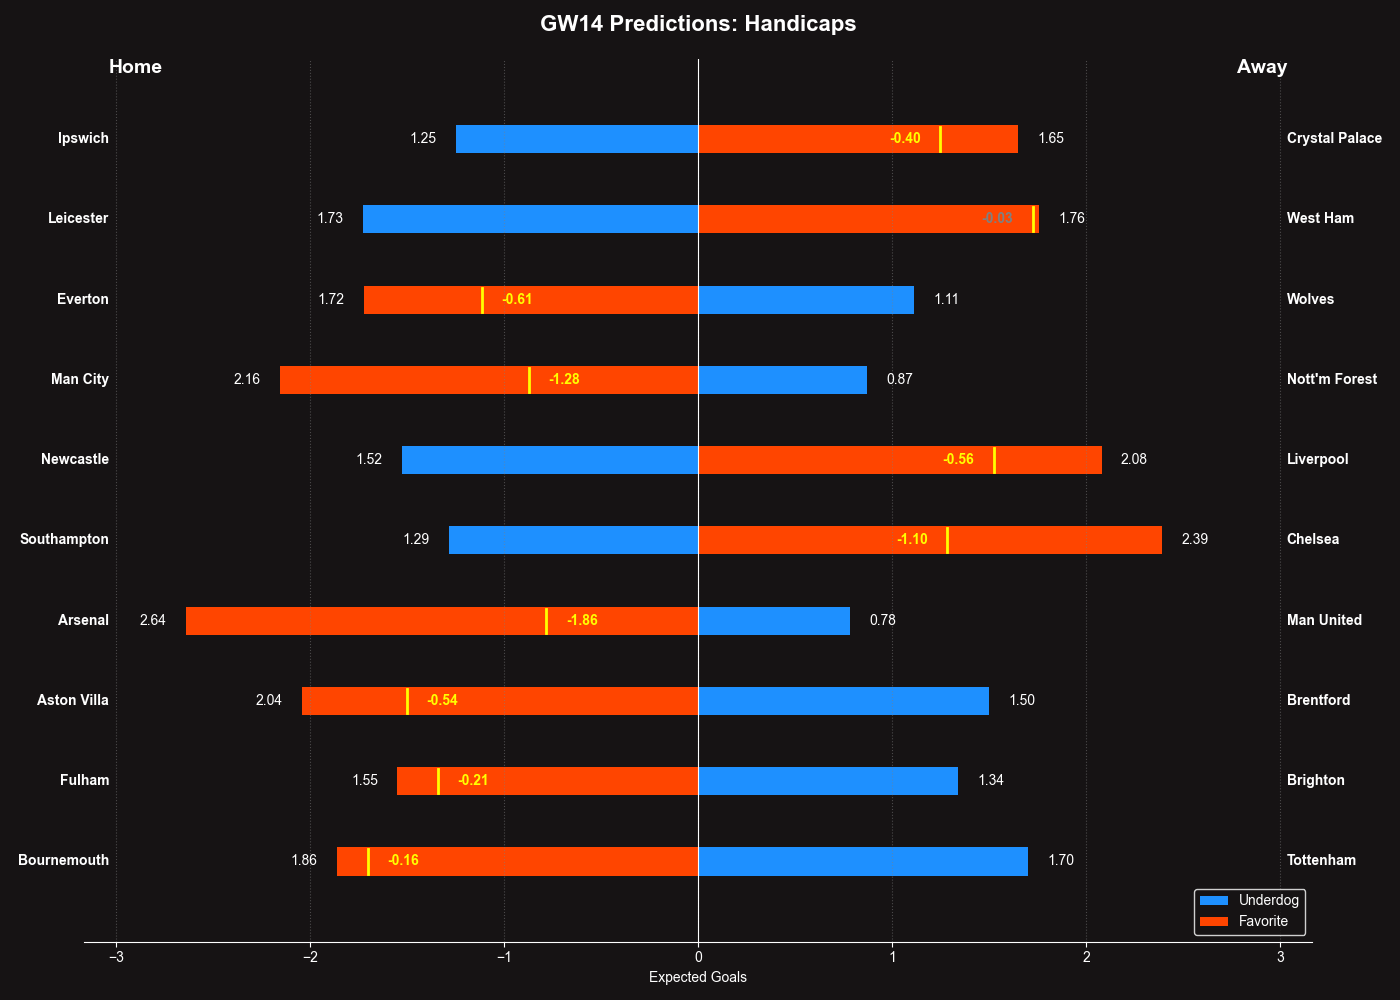 GW14 Predictions: Handicaps
Home Away
Ipswich 1.25 -0.40 1.65 Crystal Palace
Leicester 1.73 -0.03 1.76 West Ham
Everton 1.72 -0.61 1.11 Wolves
Man City 2.16 -1.28 0.87 Nott'm Forest
Newcastle 1.52 -0.56 2.08 Liverpool
Southampton 1.29 -1.10 2.39 Chelsea
Arsenal 2.64 -1.86 0.78 Man United
Aston Villa 2.04 -0.54 1.50 Brentford
Fulham 1.55 -0.21 1.34 Brighton
Bournemouth 1.86 -0.16 1.70 Tottenham
Underdog
Favorite
−3 −2 −1 0 1 2 3
Expected Goals